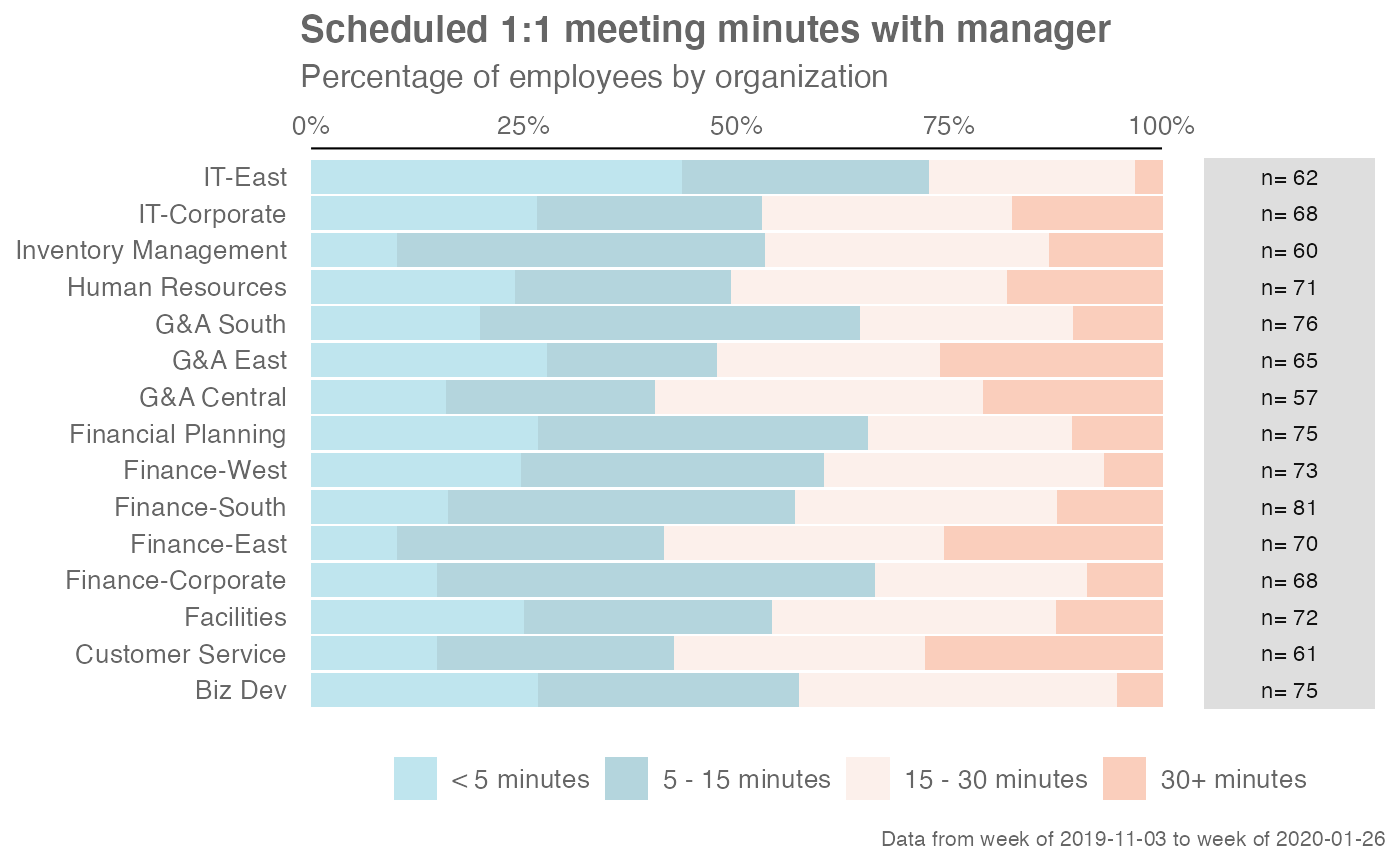 Scheduled 1:1 meeting minutes with manager
Percentage of employees by organization
0% 25% 50% 75% 100%
IT-East n= 62
IT-Corporate n= 68
Inventory Management n= 60
Human Resources n= 71
G&A South n= 76
G&A East n= 65
G&A Central n= 57
Financial Planning n= 75
Finance-West n= 73
Finance-South n= 81
Finance-East n= 70
Finance-Corporate n= 68
Facilities n= 72
Customer Service n= 61
Biz Dev n= 75
< 5 minutes 5 - 15 minutes 15 - 30 minutes 30+ minutes
Data from week of 2019-11-03 to week of 2020-01-26